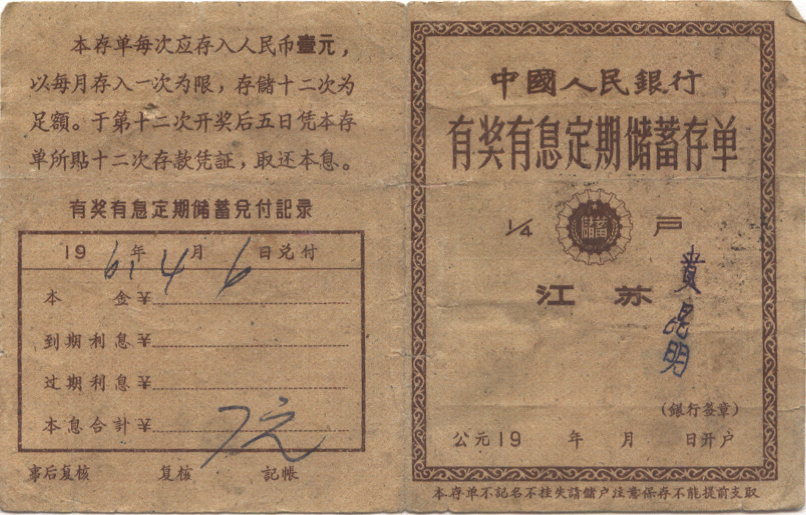 本存单每次应存入人民币壹元，
以每月存入一次为限，存储十二次为
足额。于第十二次开奖后五日凭本存
单所贴十二次存款凭证，取还本息。
有奖有息定期储蓄兑付記录
19 61 年 4 月 6 日兑付
本 金￥
到期利息￥
过期利息￥
本息合计￥ 7元
事后复核 复核 記帳
中國人民銀行
有奖有息定期储蓄存单
1/4 儲蓄 戸
江苏
黄昆明
(銀行签章)
公元19 年 月 日开户
本存单不記名不挂失請儲户注意保存不能提前支取